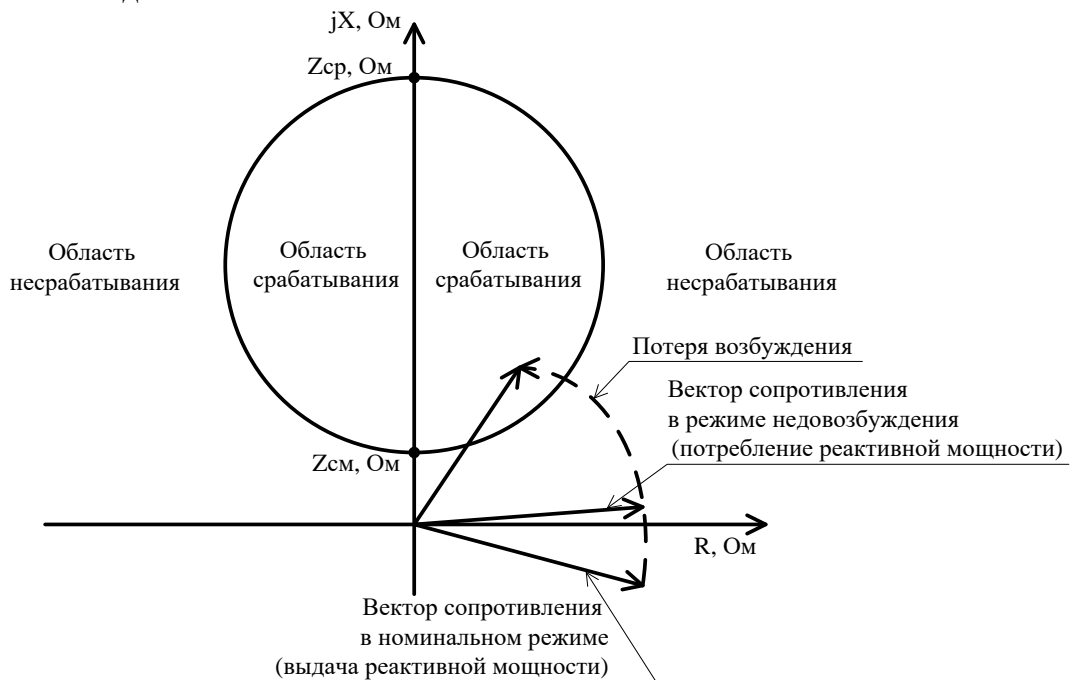 jX, Ом
Zср, Ом
Область
несрабатывания
Область
срабатывания
Область
срабатывания
Область
несрабатывания
Потеря возбуждения
Вектор сопротивления
в режиме недовозбуждения
(потребление реактивной мощности)
Zсм, Ом
R, Ом
Вектор сопротивления
в номинальном режиме
(выдача реактивной мощности)